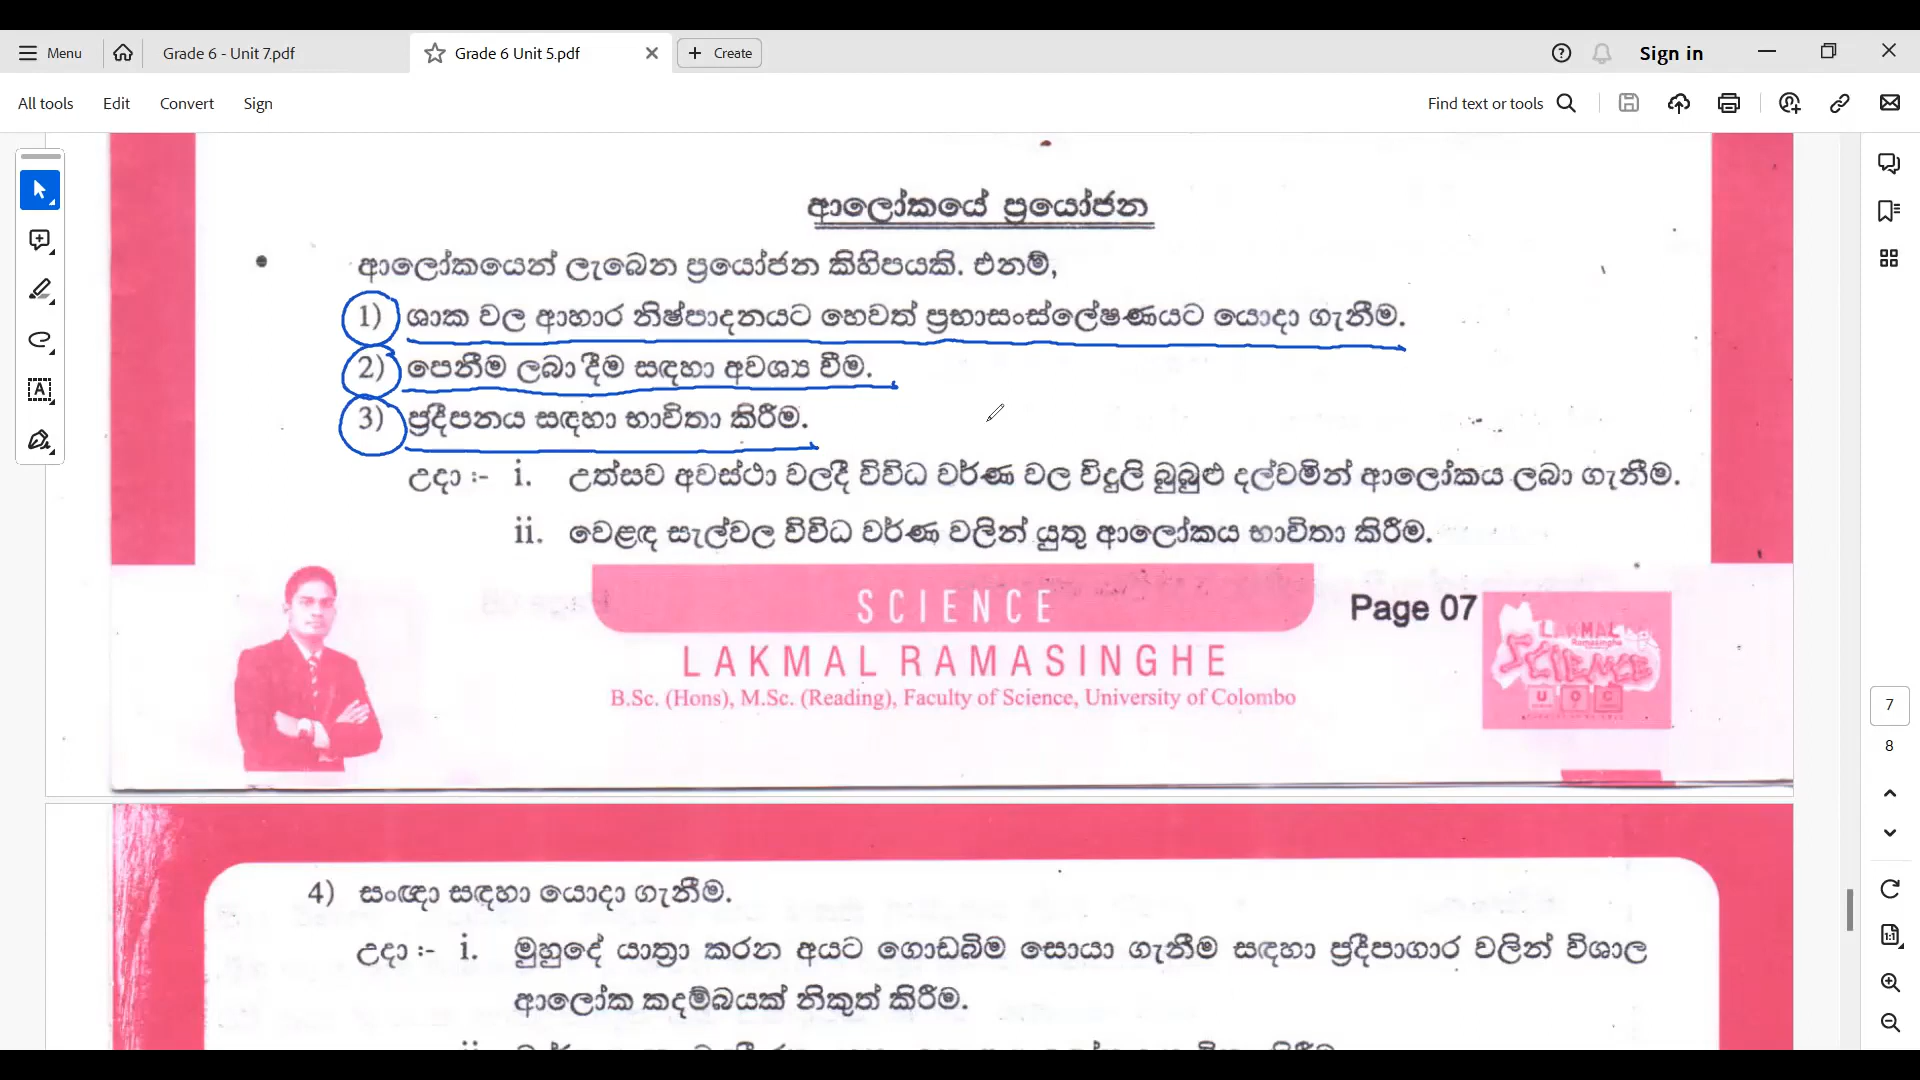 Menu
Grade 6 - Unit 7.pdf
Grade 6 Unit 5.pdf
Create
Sign in
All tools
Edit
Convert
Sign
Find text or tools
ආලෝකයේ ප්‍රයෝජන
ආලෝකයෙන් ලැබෙන ප්‍රයෝජන කිහිපයකි. එනම්,
1) ශාක වල ආහාර නිෂ්පාදනයට හෙවත් ප්‍රභාසංස්ලේෂණයට යොදා ගැනීම.
2) පෙනීම ලබා දීම සඳහා අවශ්‍ය වීම.
3) ප්‍රදීපනය සඳහා භාවිතා කිරීම.
උදා :- i. උත්සව අවස්ථා වලදී විවිධ වර්ණ වල විදුලි බුබුළු දල්වමින් ආලෝකය ලබා ගැනීම.
ii. වෙළඳ සැල්වල විවිධ වර්ණ වලින් යුතු ආලෝකය භාවිතා කිරීම.
SCIENCE
Page 07
LAKMAL RAMASINGHE
B.Sc. (Hons), M.Sc. (Reading), Faculty of Science, University of Colombo
SCIENCE
U O C
7
8
4) සංඥා සඳහා යොදා ගැනීම.
උදා :- i. මුහුදේ යාත්‍රා කරන අයට ගොඩබිම සොයා ගැනීම සඳහා ප්‍රදීපාගාර වලින් විශාල
ආලෝක කදම්බයක් නිකුත් කිරීම.